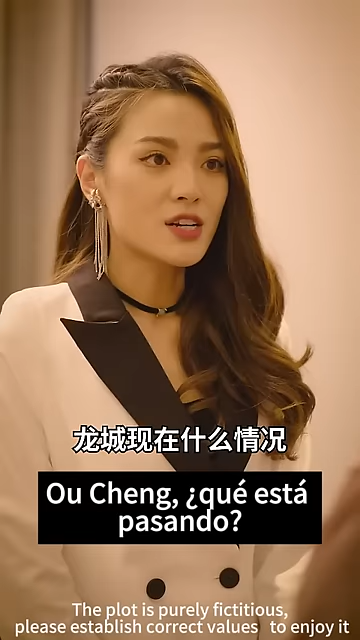 龙城现在什么情况
Ou Cheng, ¿qué está
pasando?
The plot is purely fictitious,
please establish correct values to enjoy it